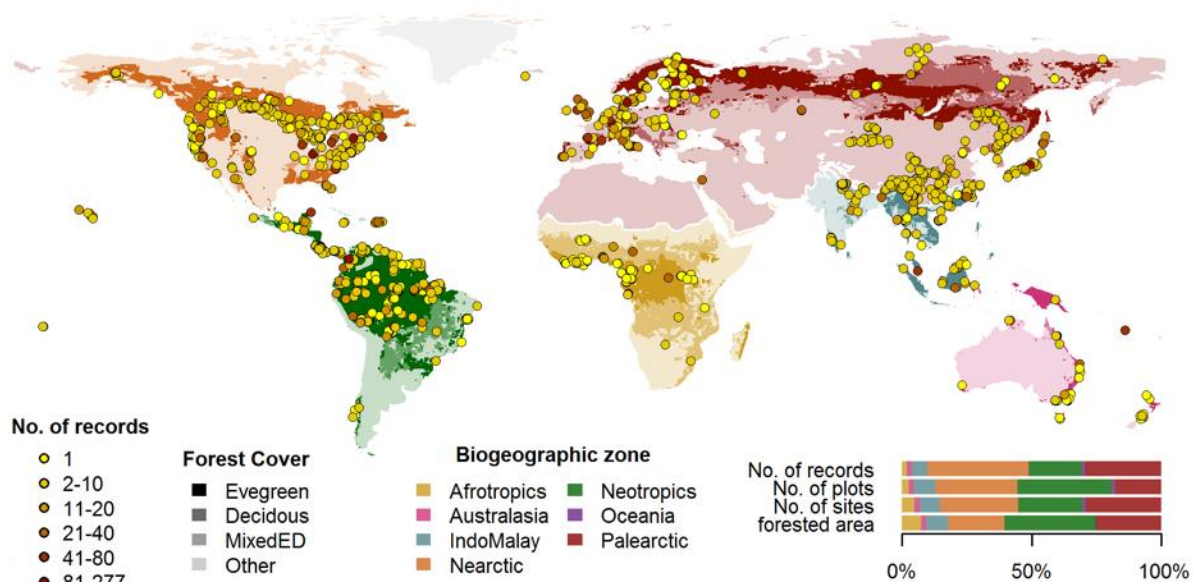 No. of records
1
2-10
11-20
21-40
41-80
81-277
Forest Cover
Evegreen
Decidous
MixedED
Other
Biogeographic zone
Afrotropics
Australasia
IndoMalay
Nearctic
Neotropics
Oceania
Palearctic
No. of records
No. of plots
No. of sites
forested area
0% 50% 100%